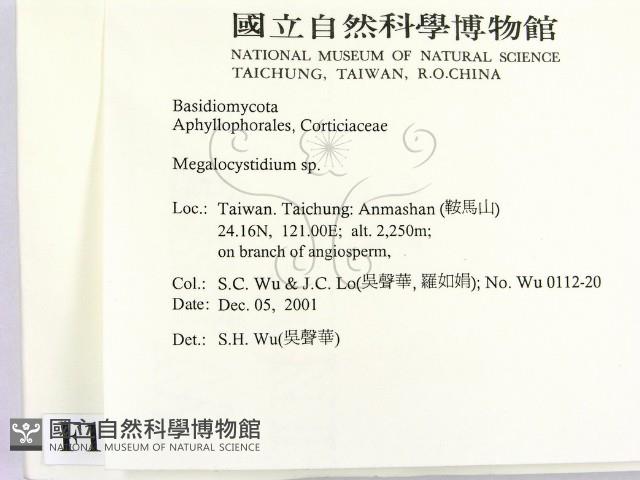 國立自然科學博物館
NATIONAL MUSEUM OF NATURAL SCIENCE
TAICHUNG, TAIWAN, R.O.CHINA
Basidiomycota
Aphyllophorales, Corticiaceae
Megalocystidium sp.
Loc.: Taiwan. Taichung: Anmashan (鞍馬山)
24.16N, 121.00E; alt. 2,250m;
on branch of angiosperm,
Col.: S.C. Wu & J.C. Lo(吳聲華, 羅如娟); No. Wu 0112-20
Date: Dec. 05, 2001
Det.: S.H. Wu(吳聲華)
國立自然科學博物館
NATIONAL MUSEUM OF NATURAL SCIENCE